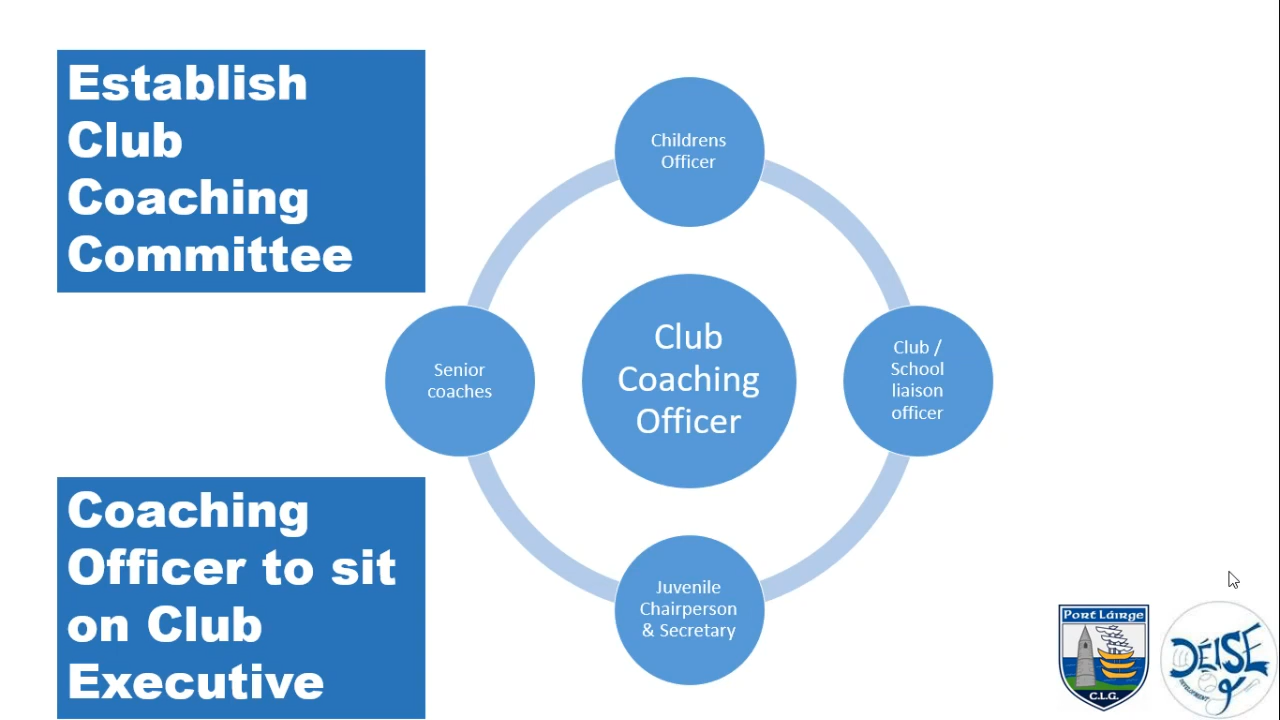 Establish
Club
Coaching
Committee
Childrens
Officer
Club
Coaching
Officer
Senior
coaches
Club /
School
liaison
officer
Juvenile
Chairperson
& Secretary
Coaching
Officer to sit
on Club
Executive
Port Láirge
C.L.G.
DÉISE
DEVELOPMENT